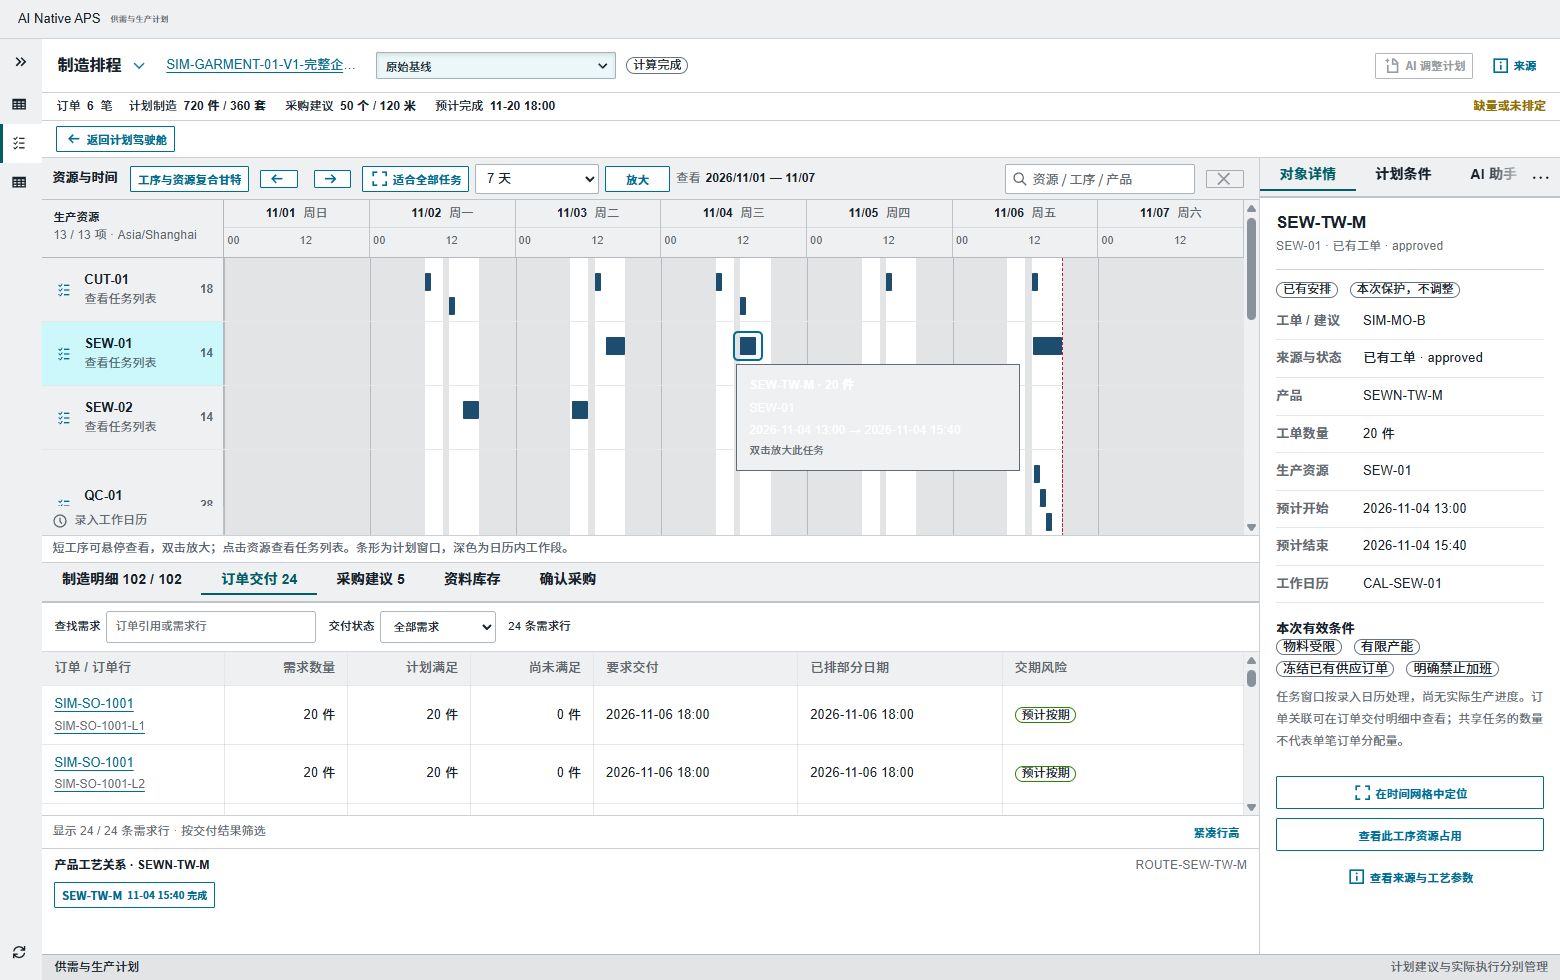 AI Native APS 供需与生产计划
制造排程 SIM-GARMENT-01-V1-完整企... 原始基线 计算完成 AI 调整计划 来源
订单 6 笔 计划制造 720 件 / 360 套 采购建议 50 个 / 120 米 预计完成 11-20 18:00 缺量或未排定
返回计划驾驶舱
资源与时间 工序与资源复合甘特 适合全部任务 7 天 放大 查看 2026/11/01 — 11/07 资源 / 工序 / 产品
生产资源
13 / 13 项 · Asia/Shanghai
11/01 周日 11/02 周一 11/03 周二 11/04 周三 11/05 周四 11/06 周五 11/07 周六
00 12 00 12 00 12 00 12 00 12 00 12 00 12
CUT-01
查看任务列表 18
SEW-01
查看任务列表 14
SEW-02
查看任务列表 14
QC-01
录入工作日历
SEW-TW-M · 20 件
SEW-01
2026-11-04 13:00 → 2026-11-04 15:40
双击放大此任务
短工序可悬停查看，双击放大；点击资源查看任务列表。条形为计划窗口，深色为日历内工作段。
制造明细 102 / 102 订单交付 24 采购建议 5 资料库存 确认采购
查找需求 订单引用或需求行 交付状态 全部需求 24 条需求行
订单 / 订单行 需求数量 计划满足 尚未满足 要求交付 已排部分日期 交期风险
SIM-SO-1001
SIM-SO-1001-L1 20 件 20 件 0 件 2026-11-06 18:00 2026-11-06 18:00 预计按期
SIM-SO-1001
SIM-SO-1001-L2 20 件 20 件 0 件 2026-11-06 18:00 2026-11-06 18:00 预计按期
显示 24 / 24 条需求行 · 按交付结果筛选 紧凑行高
产品工艺关系 · SEWN-TW-M ROUTE-SEW-TW-M
SEW-TW-M 11-04 15:40 完成
对象详情 计划条件 AI 助手 ...
SEW-TW-M
SEW-01 · 已有工单 · approved
已有安排 本次保护，不调整
工单 / 建议 SIM-MO-B
来源与状态 已有工单 · approved
产品 SEWN-TW-M
工单数量 20 件
生产资源 SEW-01
预计开始 2026-11-04 13:00
预计结束 2026-11-04 15:40
工作日历 CAL-SEW-01
本次有效条件
物料受限 有限产能
冻结已有供应订单 明确禁止加班
任务窗口按录入日历处理，尚无实际生产进度。订
单关联可在订单交付明细中查看；共享任务的数量
不代表单笔订单分配量。
在时间网格中定位
查看此工序资源占用
查看来源与工艺参数
供需与生产计划 计划建议与实际执行分别管理